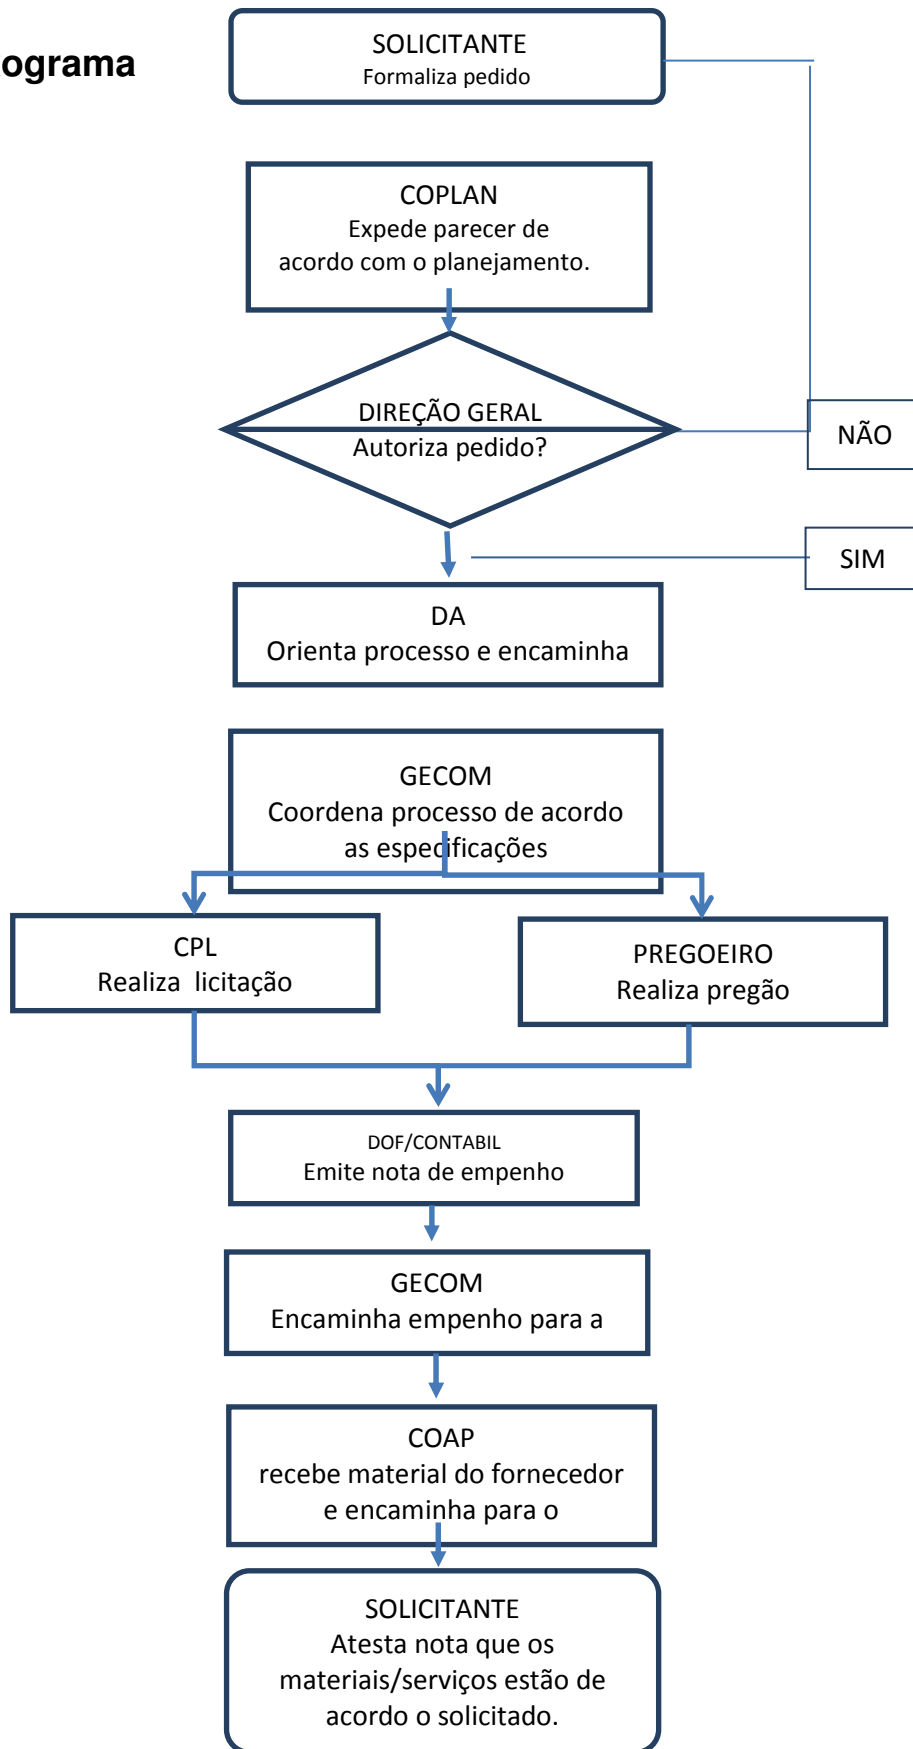 ograma
SOLICITANTE
Formaliza pedido
COPLAN
Expede parecer de
acordo com o planejamento.
DIREÇÃO GERAL
Autoriza pedido?
NÃO
SIM
DA
Orienta processo e encaminha
GECOM
Coordena processo de acordo
as especificações
CPL
Realiza licitação
PREGOEIRO
Realiza pregão
DOF/CONTABIL
Emite nota de empenho
GECOM
Encaminha empenho para a
COAP
recebe material do fornecedor
e encaminha para o
SOLICITANTE
Atesta nota que os
materiais/serviços estão de
acordo o solicitado.